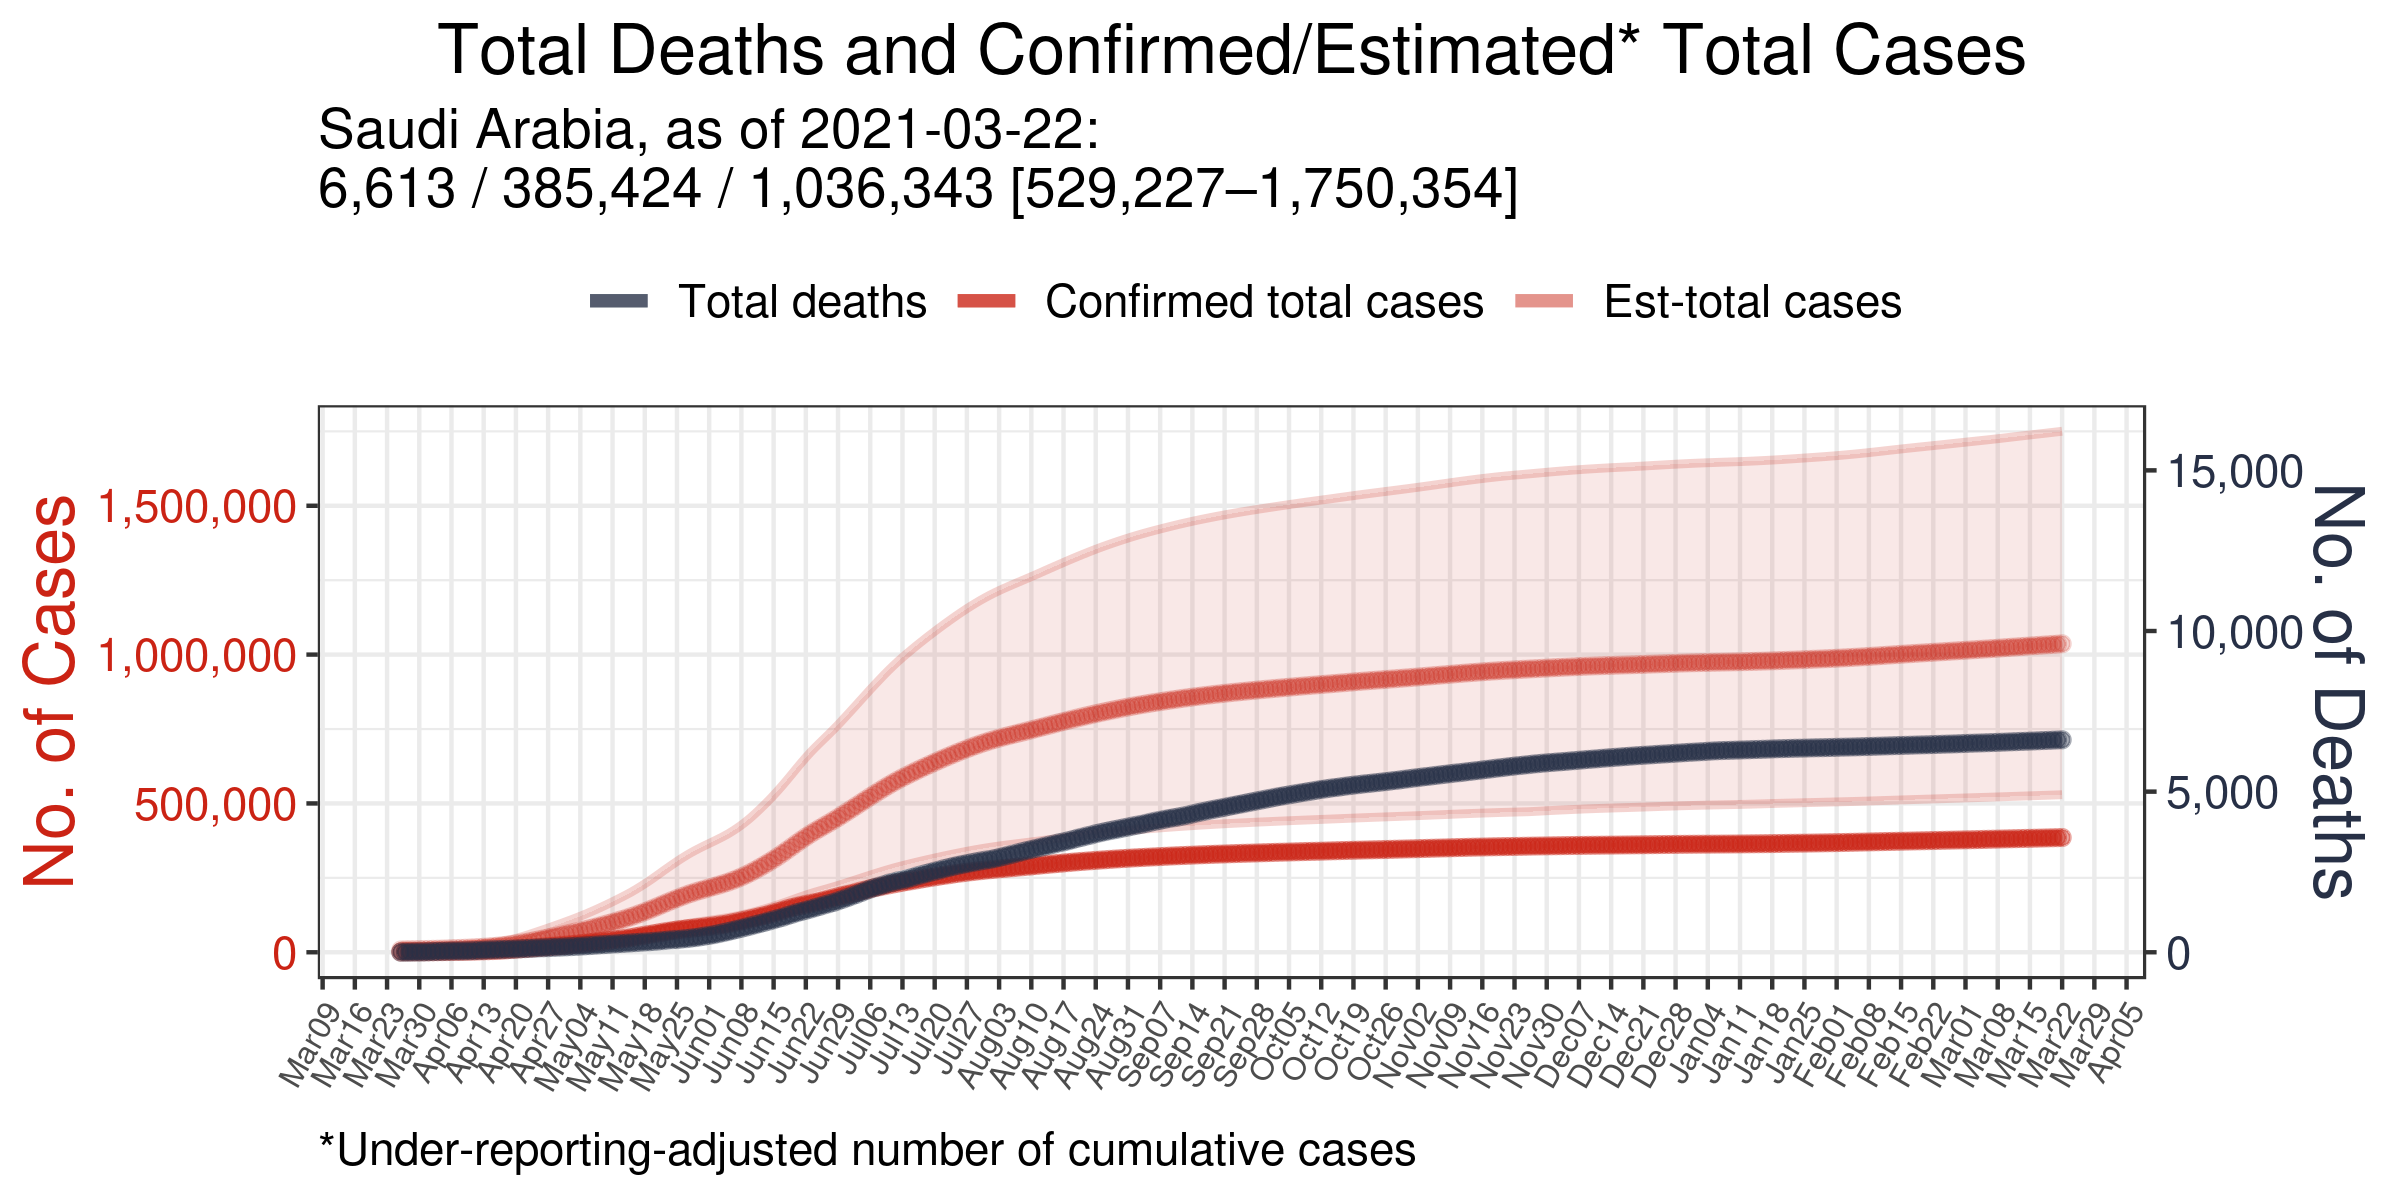 Total Deaths and Confirmed/Estimated* Total Cases
Saudi Arabia, as of 2021-03-22:
6,613 / 385,424 / 1,036,343 [529,227–1,750,354]
Total deaths
Confirmed total cases
Est-total cases
No. of Cases
1,500,000
1,000,000
500,000
0
15,000
10,000
5,000
0
No. of Deaths
Mar09
Mar16
Mar23
Mar30
Apr06
Apr13
Apr20
Apr27
May04
May11
May18
May25
Jun01
Jun08
Jun15
Jun22
Jun29
Jul06
Jul13
Jul20
Jul27
Aug03
Aug10
Aug17
Aug24
Aug31
Sep07
Sep14
Sep21
Sep28
Oct05
Oct12
Oct19
Oct26
Nov02
Nov09
Nov16
Nov23
Nov30
Dec07
Dec14
Dec21
Dec28
Jan04
Jan11
Jan18
Jan25
Feb01
Feb08
Feb15
Feb22
Mar01
Mar08
Mar15
Mar22
Mar29
Apr05
*Under-reporting-adjusted number of cumulative cases